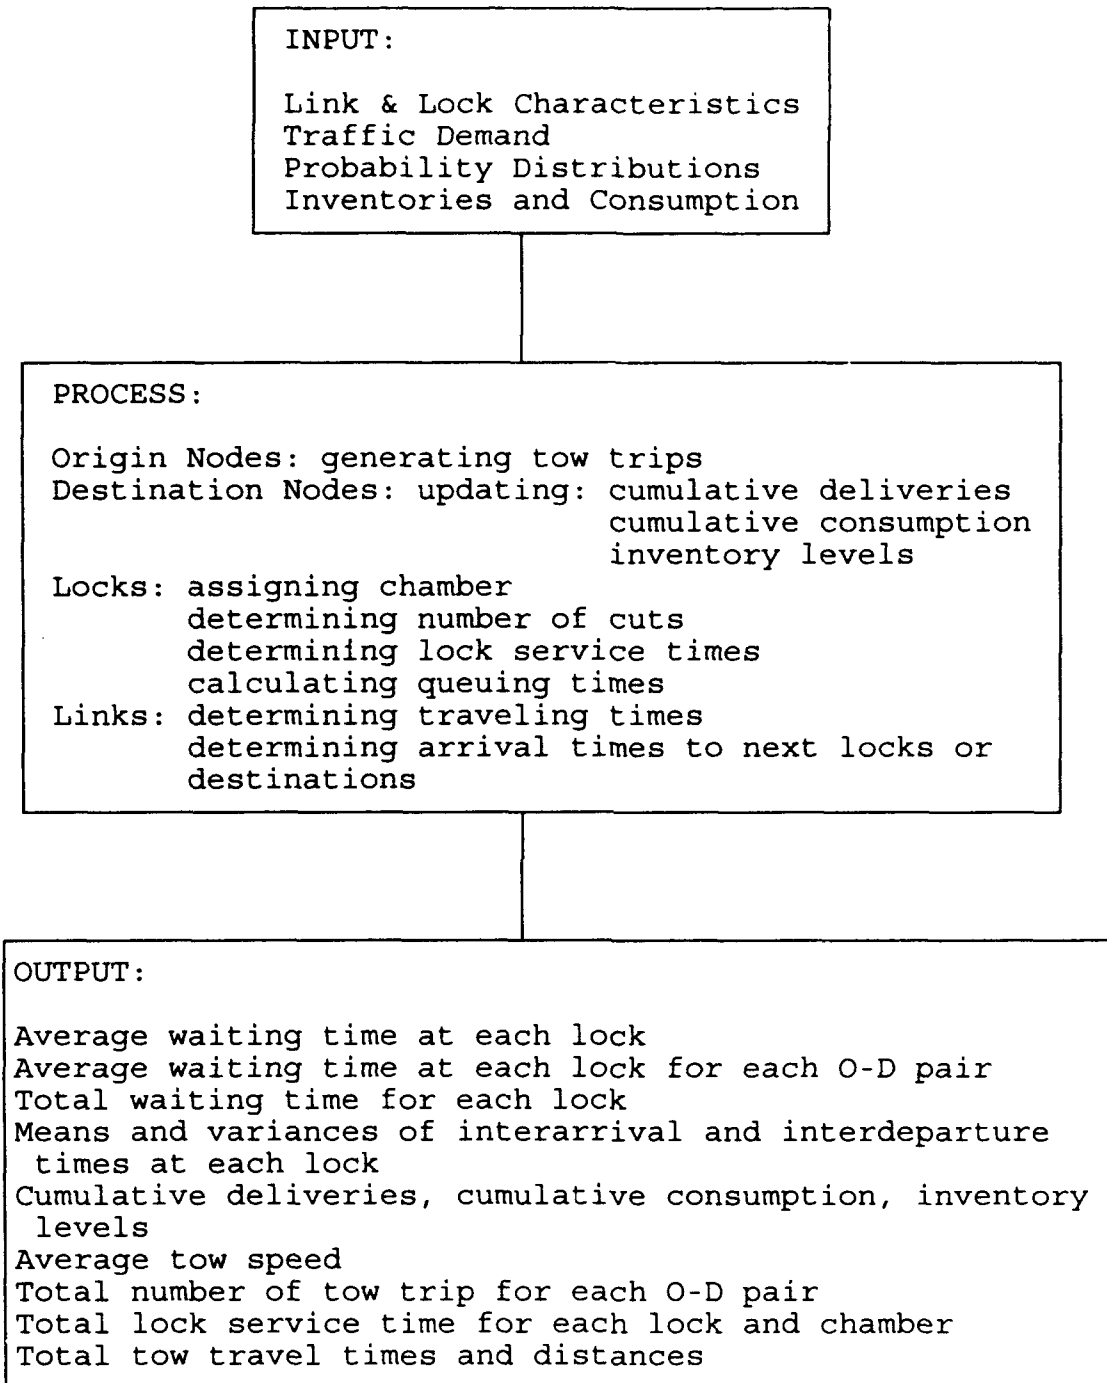 INPUT:
Link & Lock Characteristics
Traffic Demand
Probability Distributions
Inventories and Consumption
PROCESS:
Origin Nodes: generating tow trips
Destination Nodes: updating: cumulative deliveries
cumulative consumption
inventory levels
Locks: assigning chamber
determining number of cuts
determining lock service times
calculating queuing times
Links: determining traveling times
determining arrival times to next locks or
destinations
OUTPUT:
Average waiting time at each lock
Average waiting time at each lock for each O-D pair
Total waiting time for each lock
Means and variances of interarrival and interdeparture
times at each lock
Cumulative deliveries, cumulative consumption, inventory
levels
Average tow speed
Total number of tow trip for each O-D pair
Total lock service time for each lock and chamber
Total tow travel times and distances